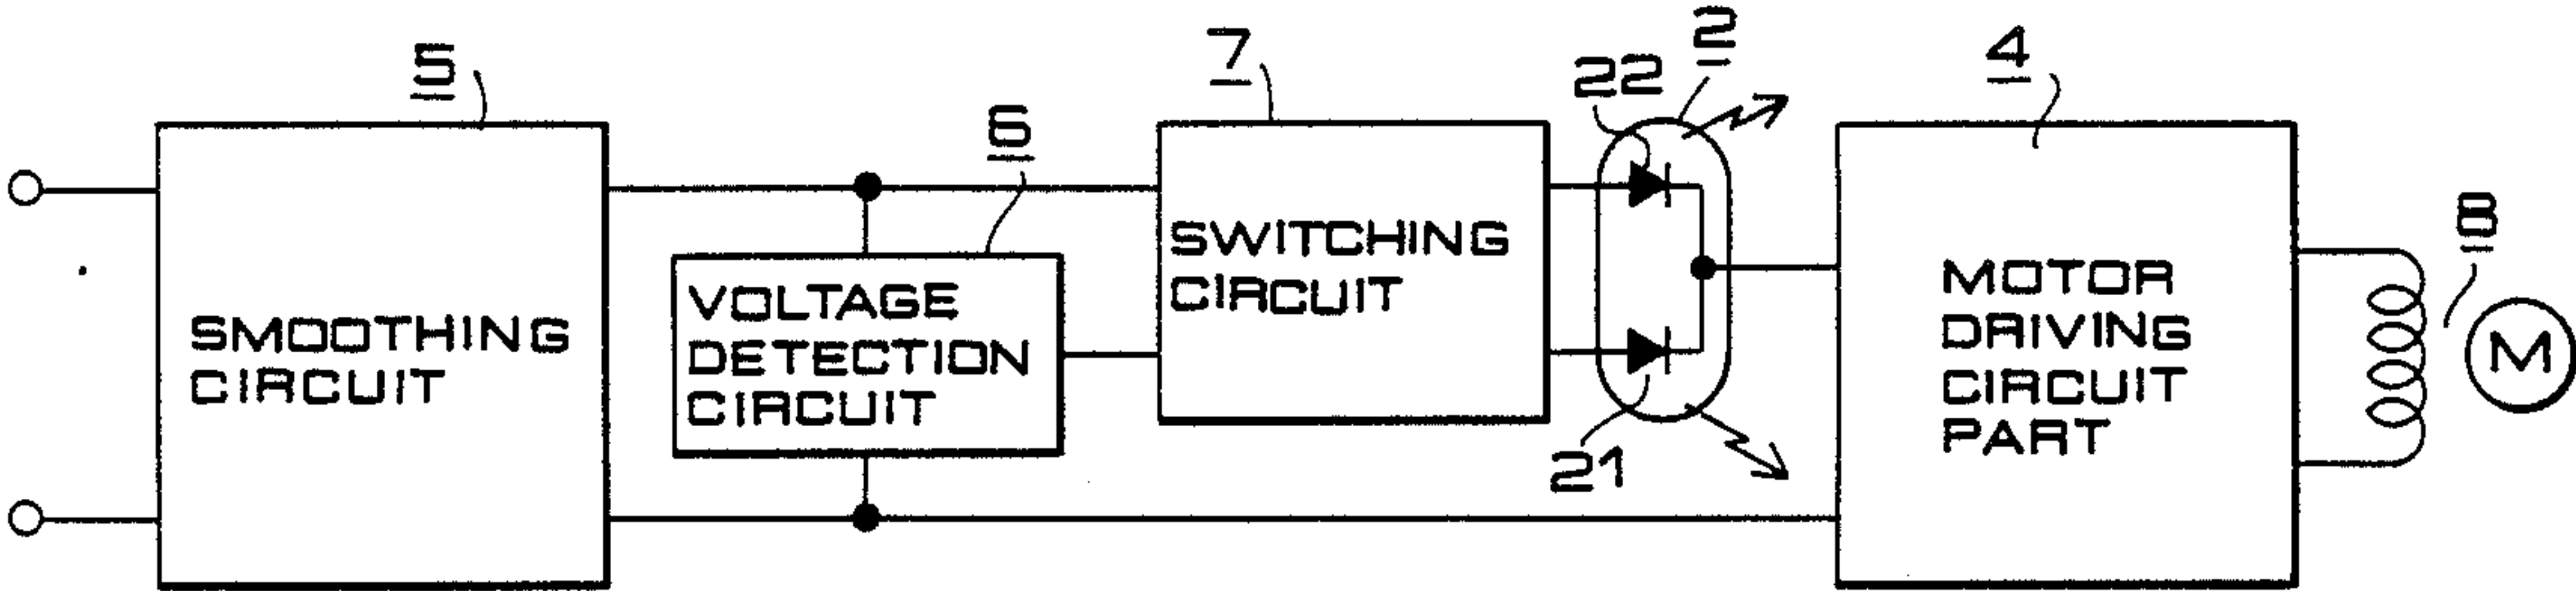 5
7
22
2
4
6
8
SMOOTHING
CIRCUIT
VOLTAGE
DETECTION
CIRCUIT
SWITCHING
CIRCUIT
21
MOTOR
DRIVING
CIRCUIT
PART
M